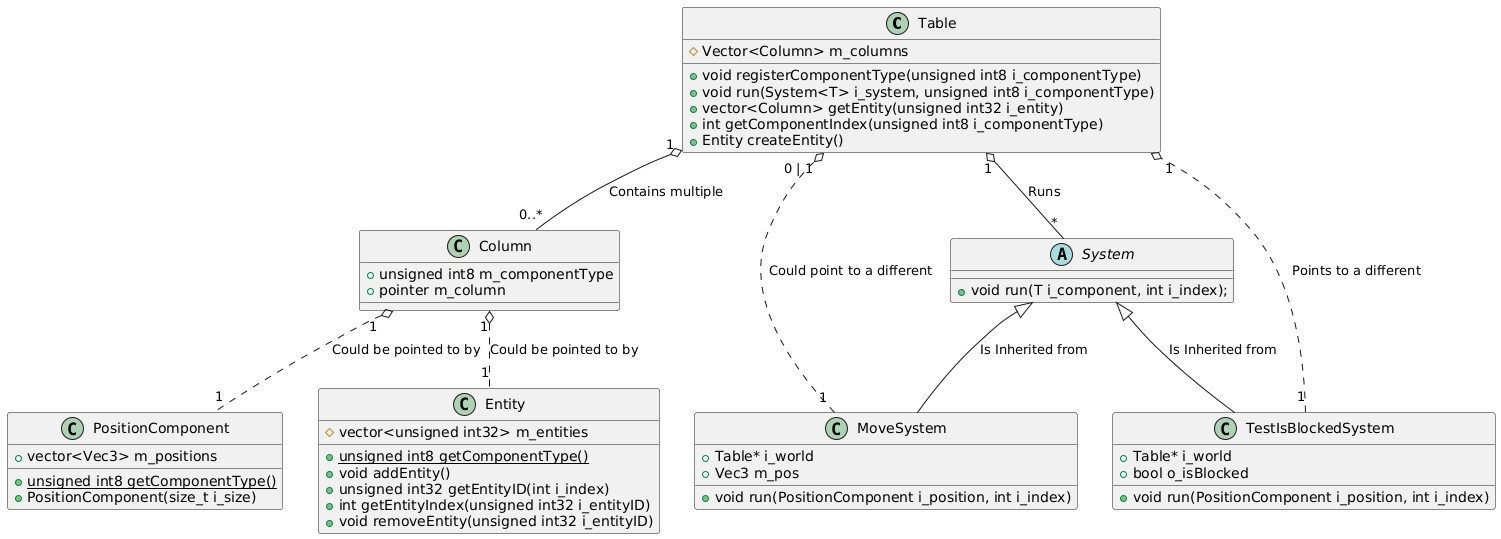 C Table
Vector<Column> m_columns
void registerComponentType(unsigned int8 i_componentType)
void run(System<T> i_system, unsigned int8 i_componentType)
vector<Column> getEntity(unsigned int32 i_entity)
int getComponentIndex(unsigned int8 i_componentType)
Entity createEntity()
1
0 | 1
1
1
Contains multiple
Runs
0..*
*
C Column
unsigned int8 m_componentType
pointer m_column
Could point to a different
A System
void run(T i_component, int i_index);
Points to a different
1
1
Could be pointed to by
Could be pointed to by
Is Inherited from
Is Inherited from
1
1
1
1
C PositionComponent
vector<Vec3> m_positions
unsigned int8 getComponentType()
PositionComponent(size_t i_size)
C Entity
vector<unsigned int32> m_entities
unsigned int8 getComponentType()
void addEntity()
unsigned int32 getEntityID(int i_index)
int getEntityIndex(unsigned int32 i_entityID)
void removeEntity(unsigned int32 i_entityID)
C MoveSystem
Table* i_world
Vec3 m_pos
void run(PositionComponent i_position, int i_index)
C TestIsBlockedSystem
Table* i_world
bool o_isBlocked
void run(PositionComponent i_position, int i_index)